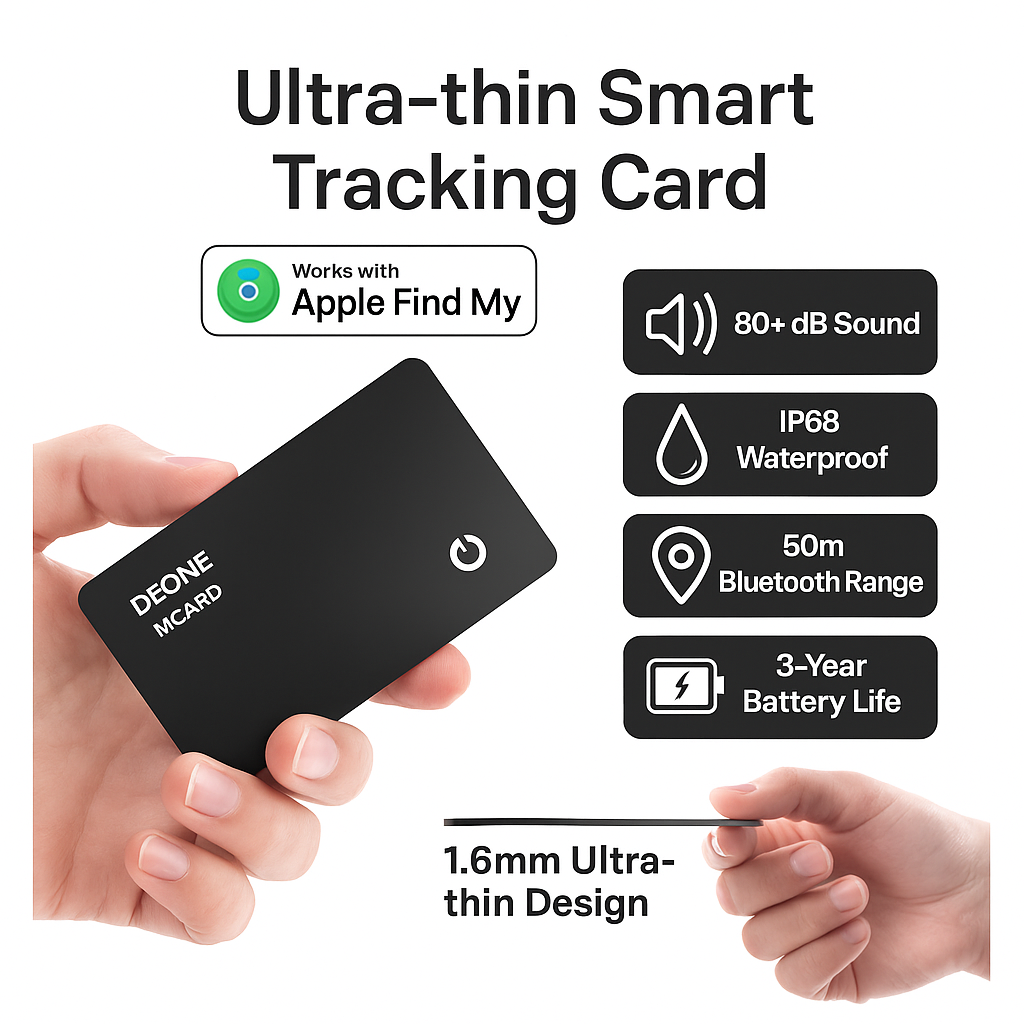 Ultra-thin Smart
Tracking Card
Works with
Apple Find My
80+ dB Sound
IP68
Waterproof
50m
Bluetooth Range
3-Year
Battery Life
DEONE
MCARD
1.6mm Ultra-
thin Design